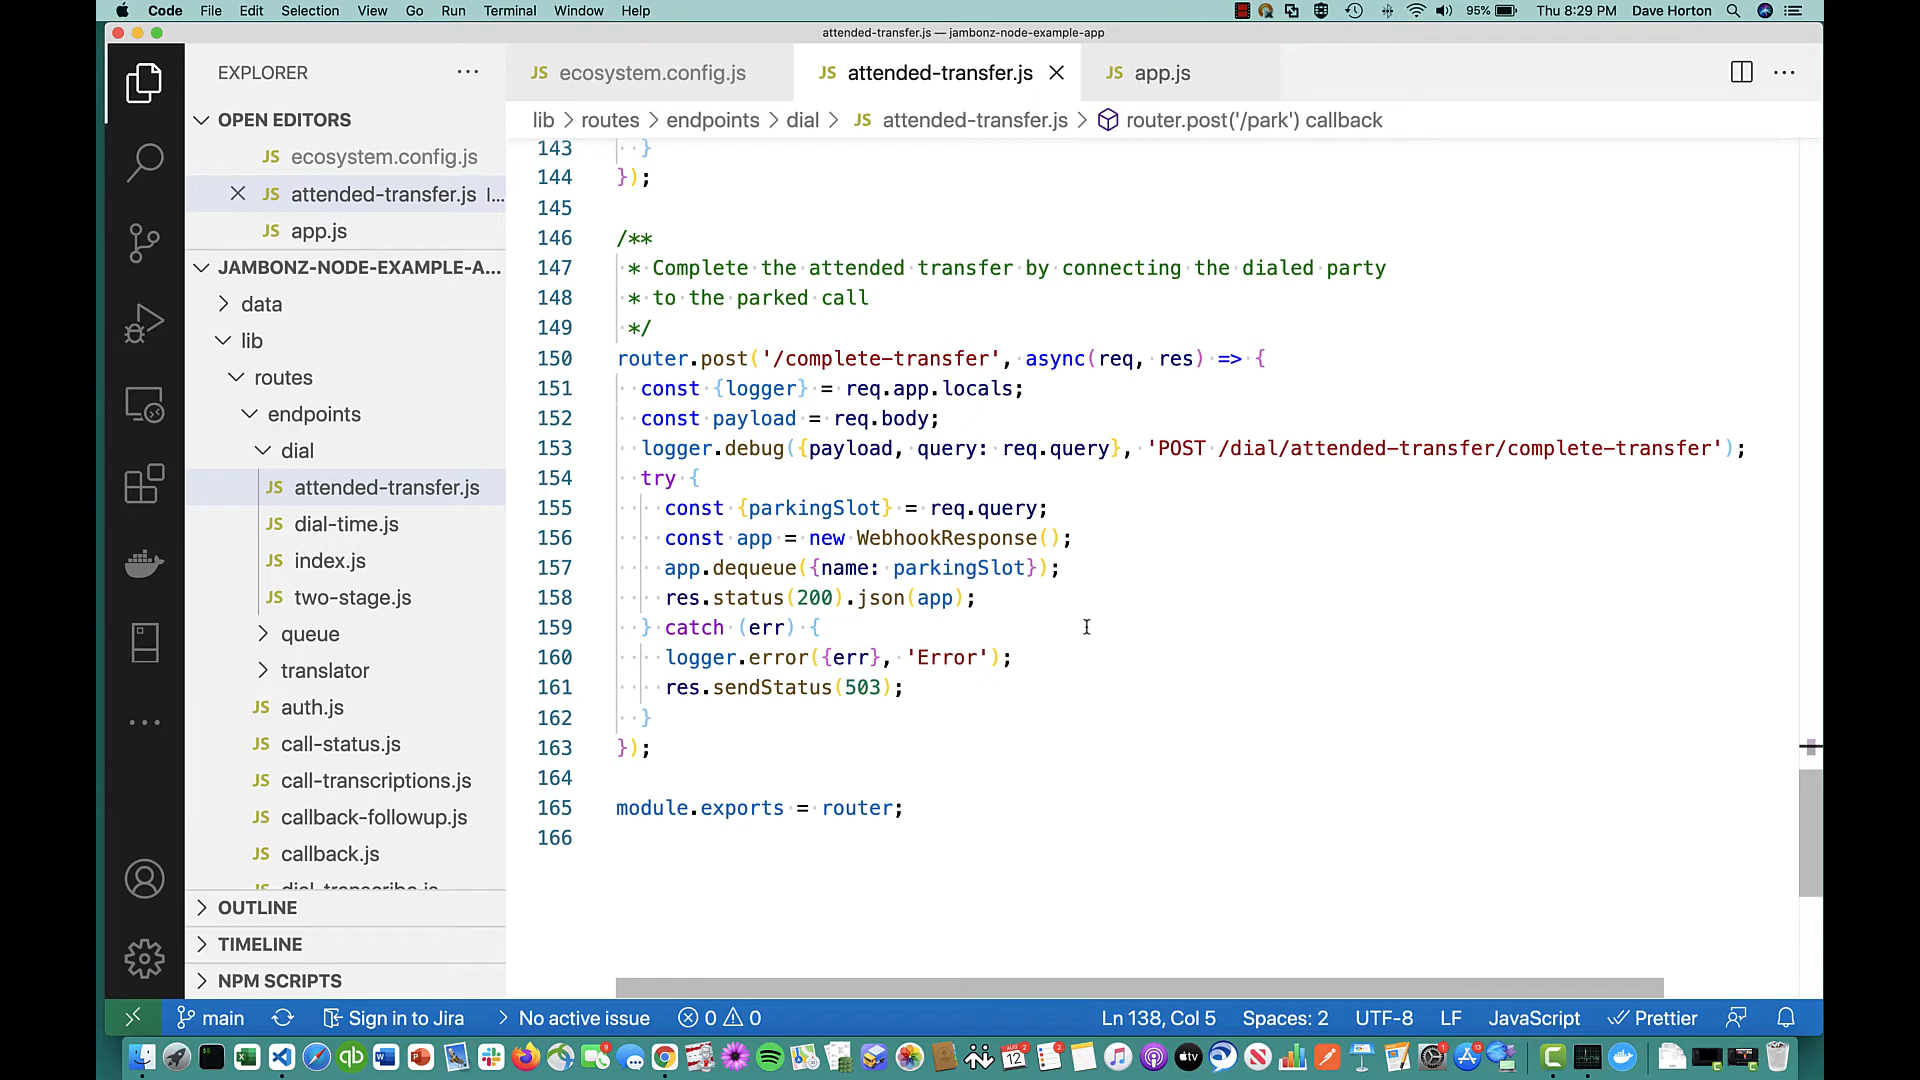 Code File Edit Selection View Go Run Terminal Window Help 95% Thu 8:29 PM Dave Horton
attended-transfer.js — jambonz-node-example-app
EXPLORER
JS ecosystem.config.js JS attended-transfer.js JS app.js
OPEN EDITORS
lib > routes > endpoints > dial > JS attended-transfer.js > router.post('/park') callback
JS ecosystem.config.js
JS attended-transfer.js l...
JS app.js
JAMBONZ-NODE-EXAMPLE-A...
data
lib
routes
endpoints
dial
JS attended-transfer.js
JS dial-time.js
JS index.js
JS two-stage.js
queue
translator
JS auth.js
JS call-status.js
JS call-transcriptions.js
JS callback-followup.js
JS callback.js
JS dial-transcribe.js
OUTLINE
TIMELINE
NPM SCRIPTS
143 }
144 });
145
146 /**
147 * Complete the attended transfer by connecting the dialed party
148 * to the parked call
149 */
150 router.post('/complete-transfer', async(req, res) => {
151 const {logger} = req.app.locals;
152 const payload = req.body;
153 logger.debug({payload, query: req.query}, 'POST /dial/attended-transfer/complete-transfer');
154 try {
155 const {parkingSlot} = req.query;
156 const app = new WebhookResponse();
157 app.dequeue({name: parkingSlot});
158 res.status(200).json(app);
159 } catch (err) {
160 logger.error({err}, 'Error');
161 res.sendStatus(503);
162 }
163 });
164
165 module.exports = router;
166
main Sign in to Jira No active issue 0 0 Ln 138, Col 5 Spaces: 2 UTF-8 LF JavaScript Prettier